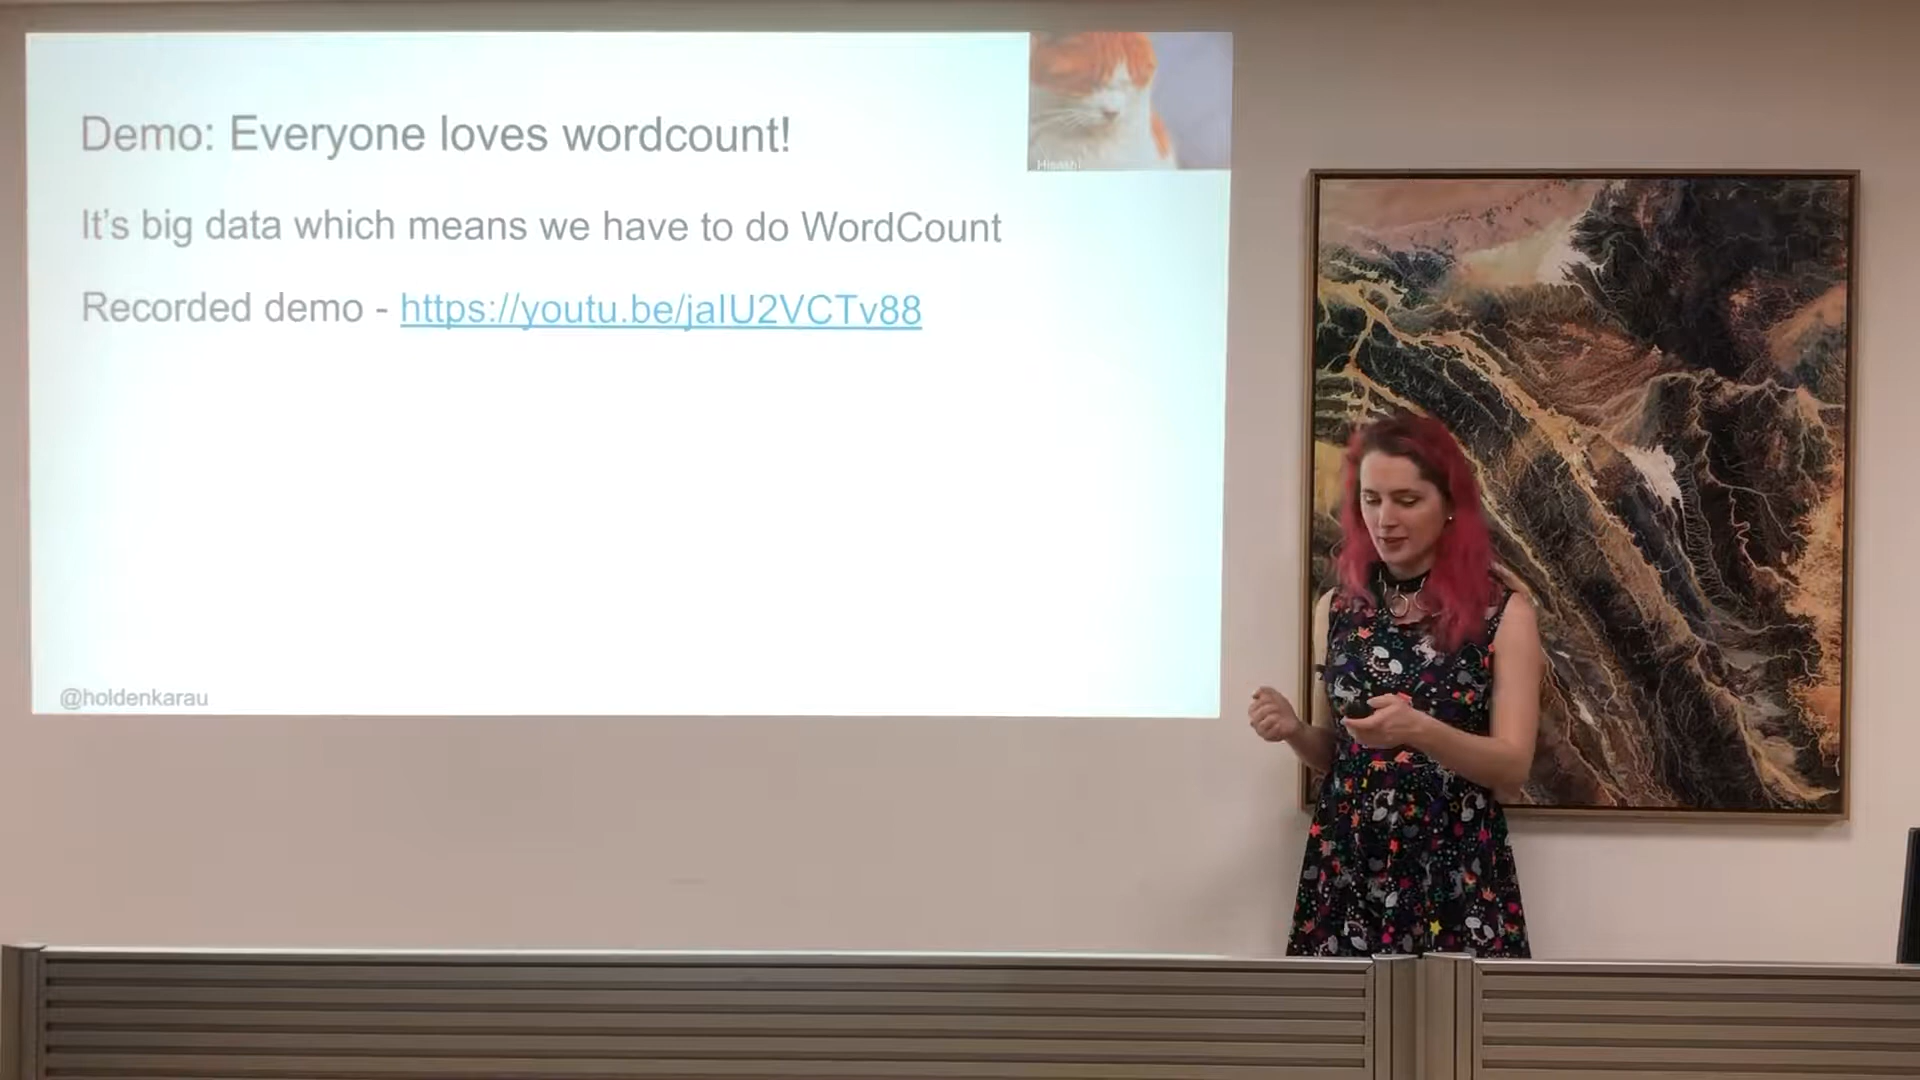 Demo: Everyone loves wordcount!
It's big data which means we have to do WordCount
Recorded demo - https://youtu.be/jaIU2VCTv88
@holdenkarau